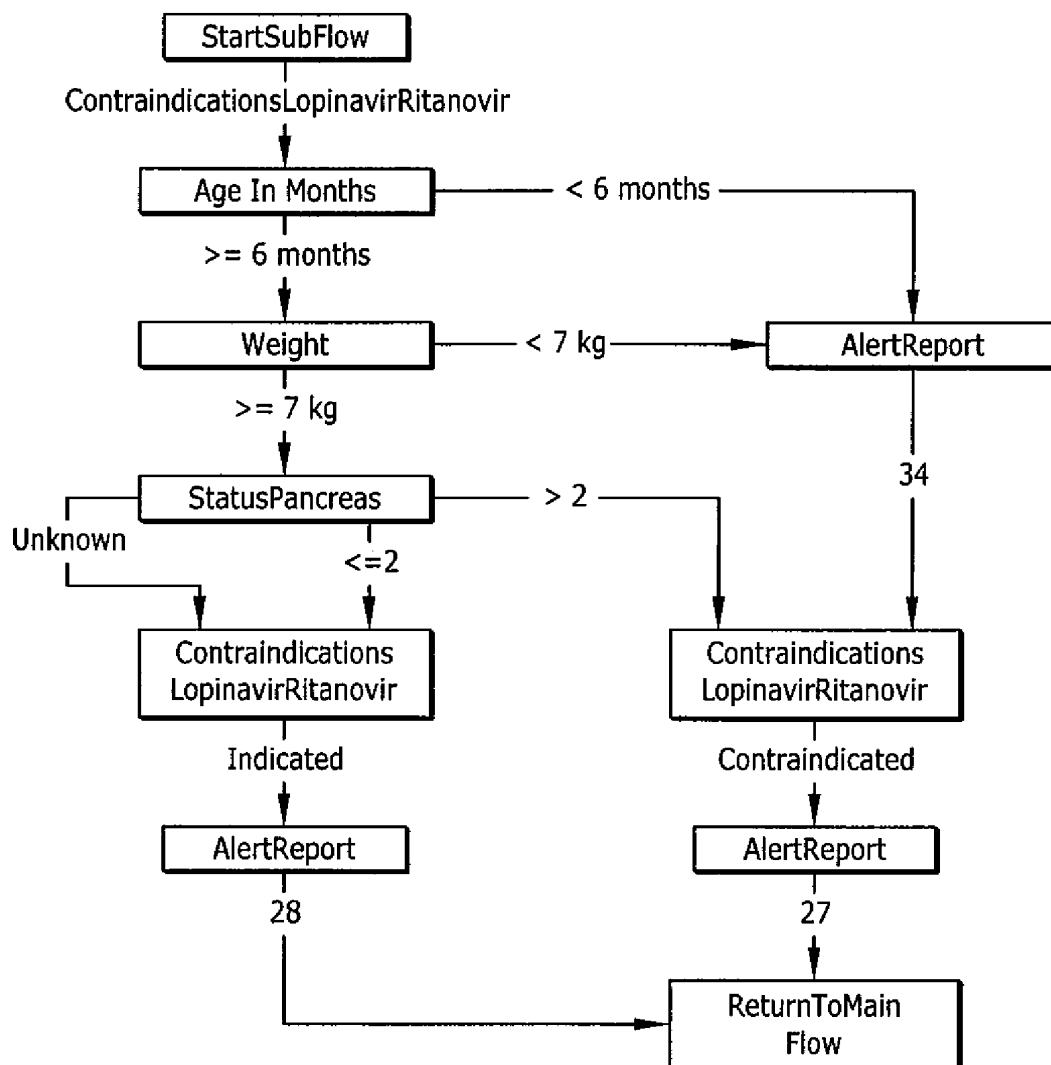 StartSubFlow
ContraindicationsLopinavirRitanovir
Age In Months
< 6 months
>= 6 months
Weight
< 7 kg
AlertReport
>= 7 kg
34
StatusPancreas
> 2
Unknown
<=2
Contraindications
LopinavirRitanovir
Contraindications
LopinavirRitanovir
Indicated
Contraindicated
AlertReport
AlertReport
28
27
ReturnToMain
Flow